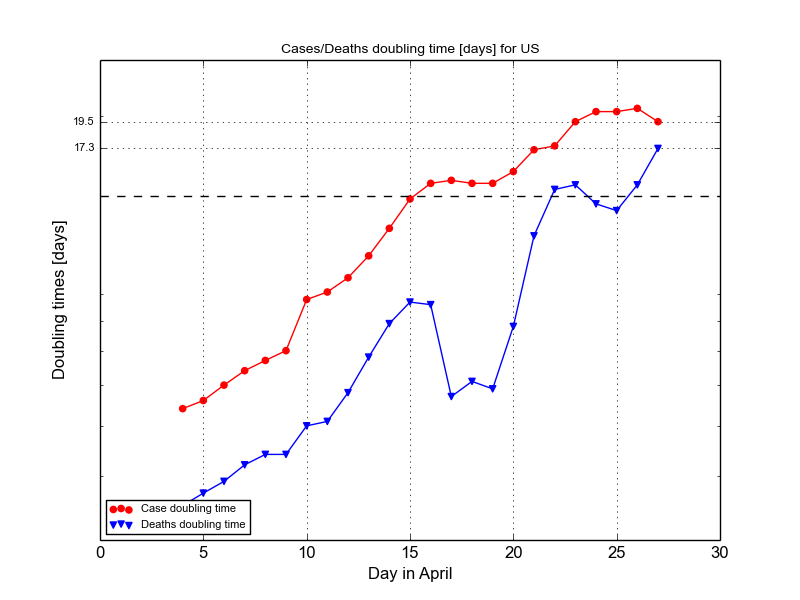 Cases/Deaths doubling time [days] for US
19.5
17.3
Doubling times [days]
Case doubling time
Deaths doubling time
0 5 10 15 20 25 30
Day in April